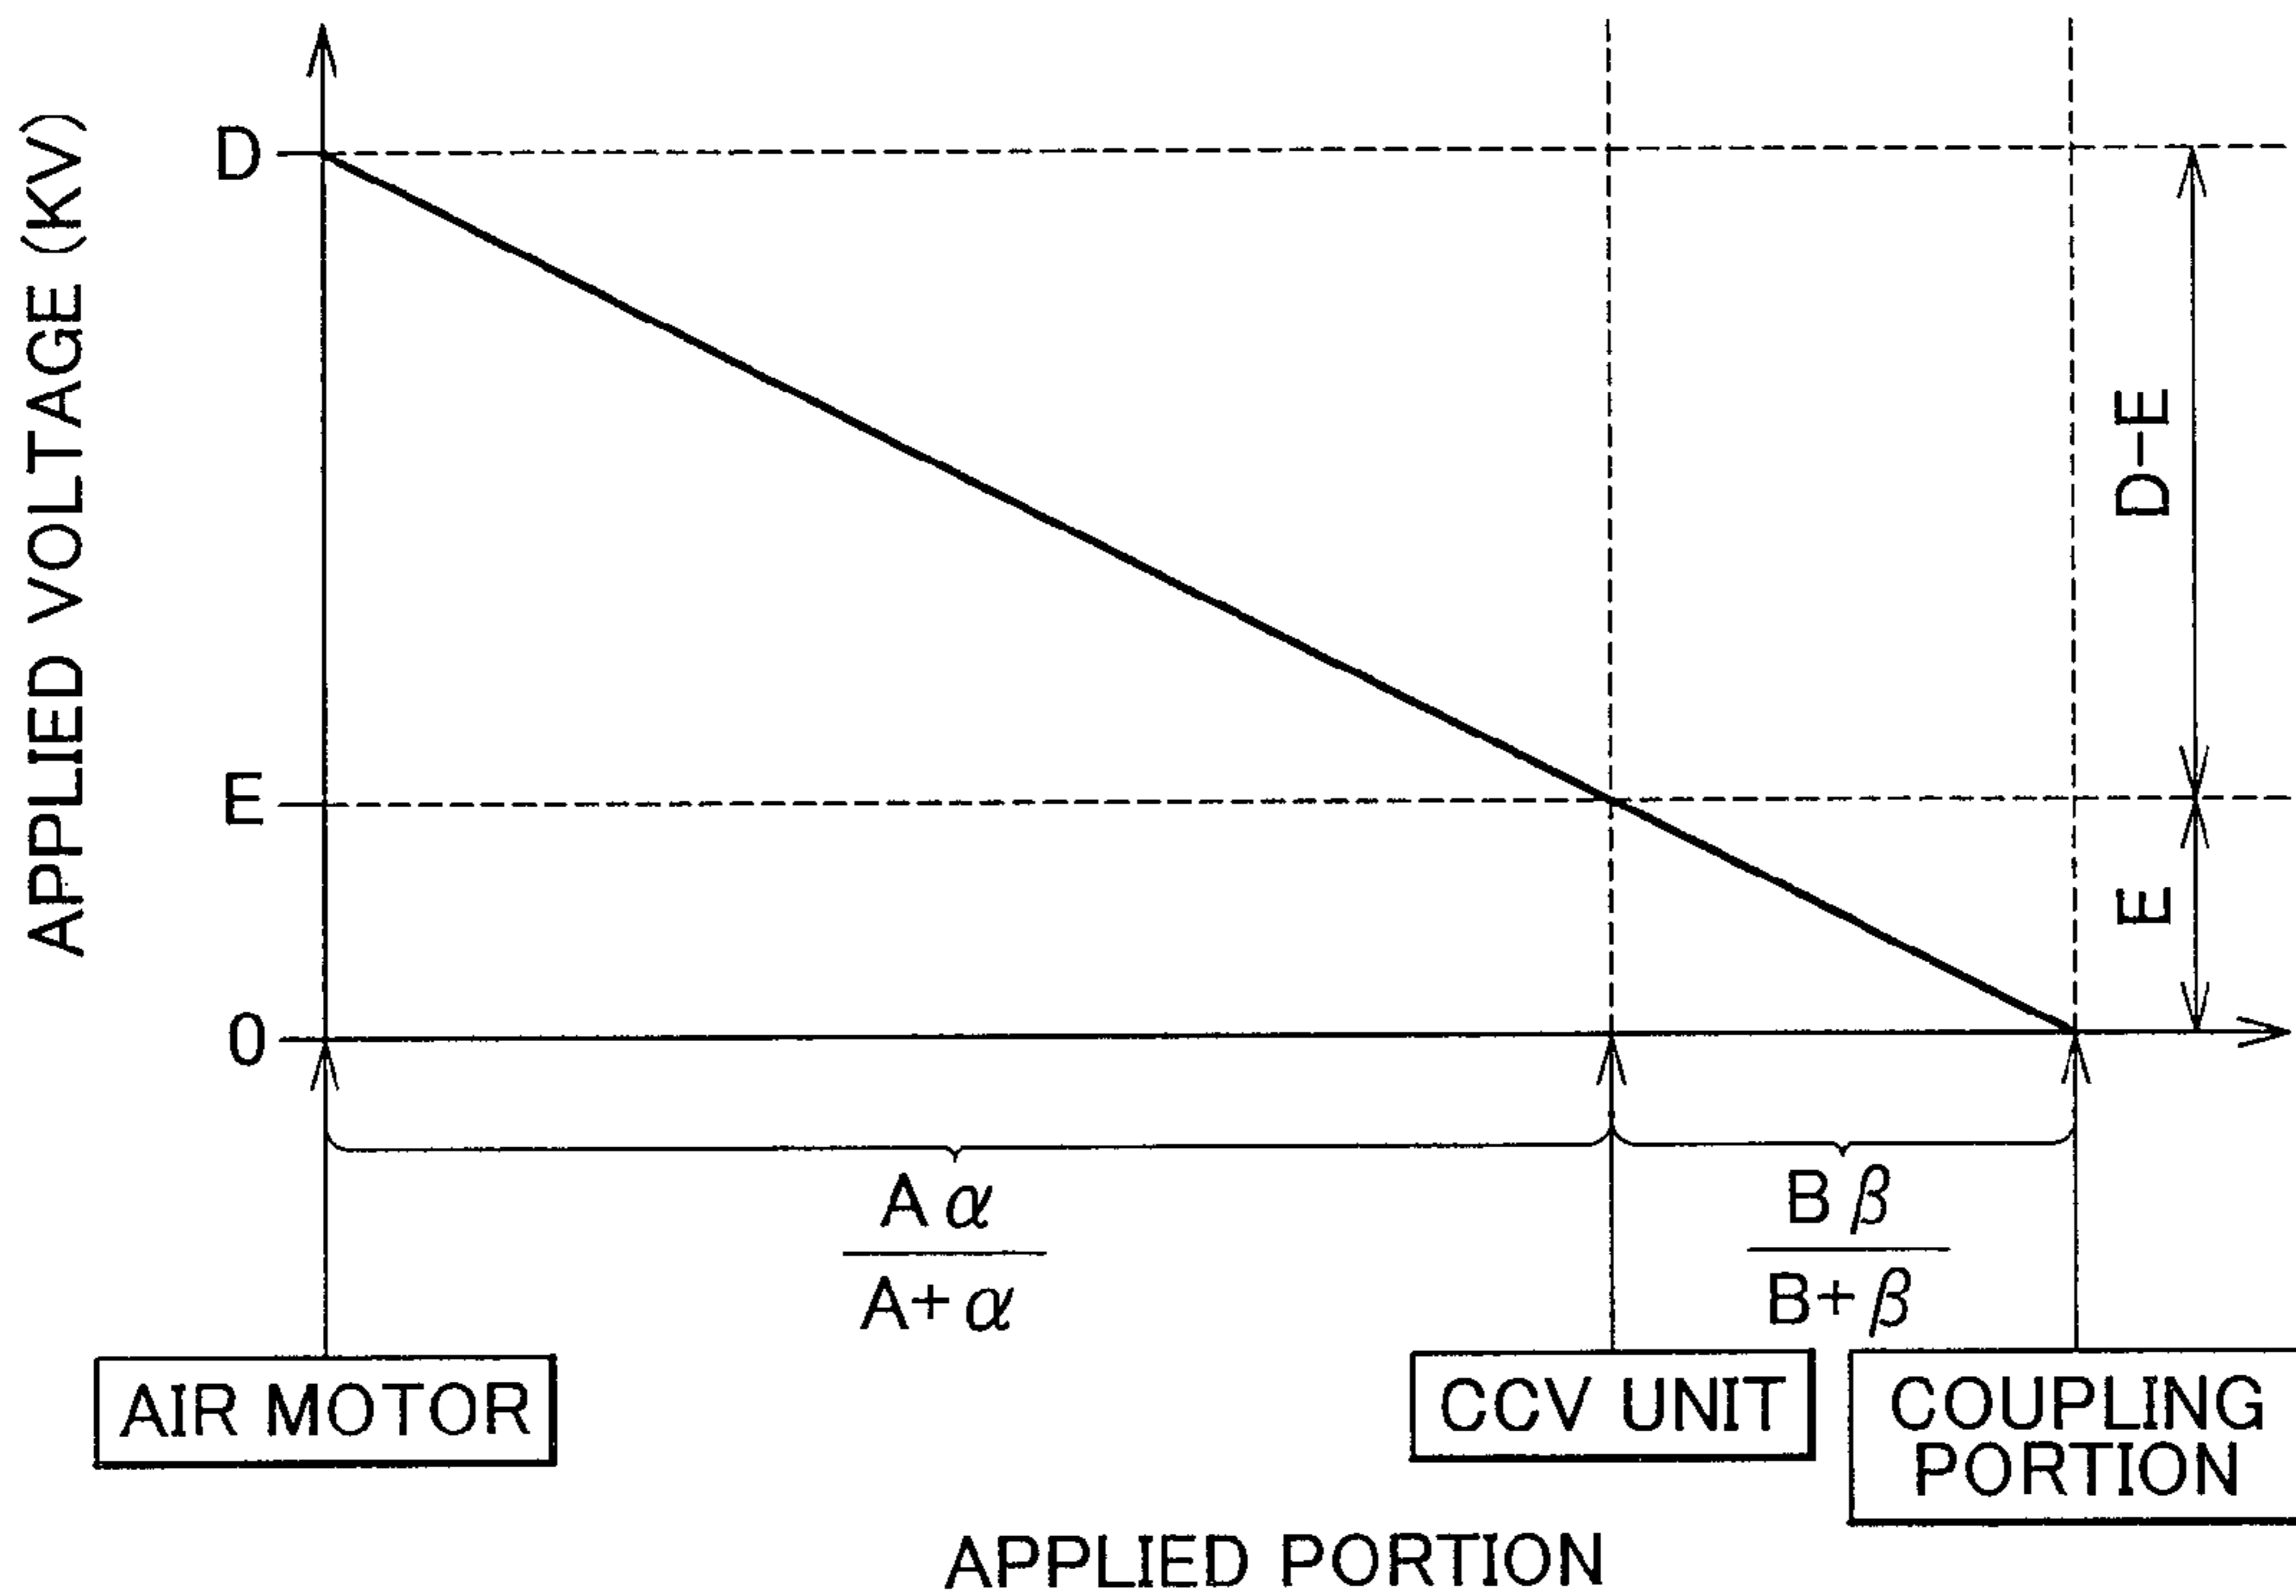 APPLIED VOLTAGE (KV)
D
E
0
D-E
E
Aα
A+α
Bβ
B+β
AIR MOTOR
CCV UNIT
COUPLING
PORTION
APPLIED PORTION